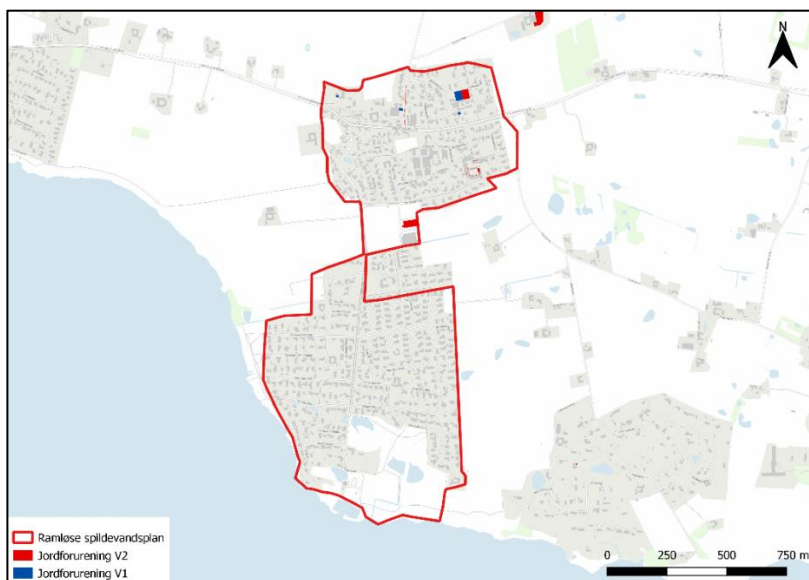 N
Ramløse spildevandsplan
Jordforurening V2
Jordforurening V1
0 250 500 750 m